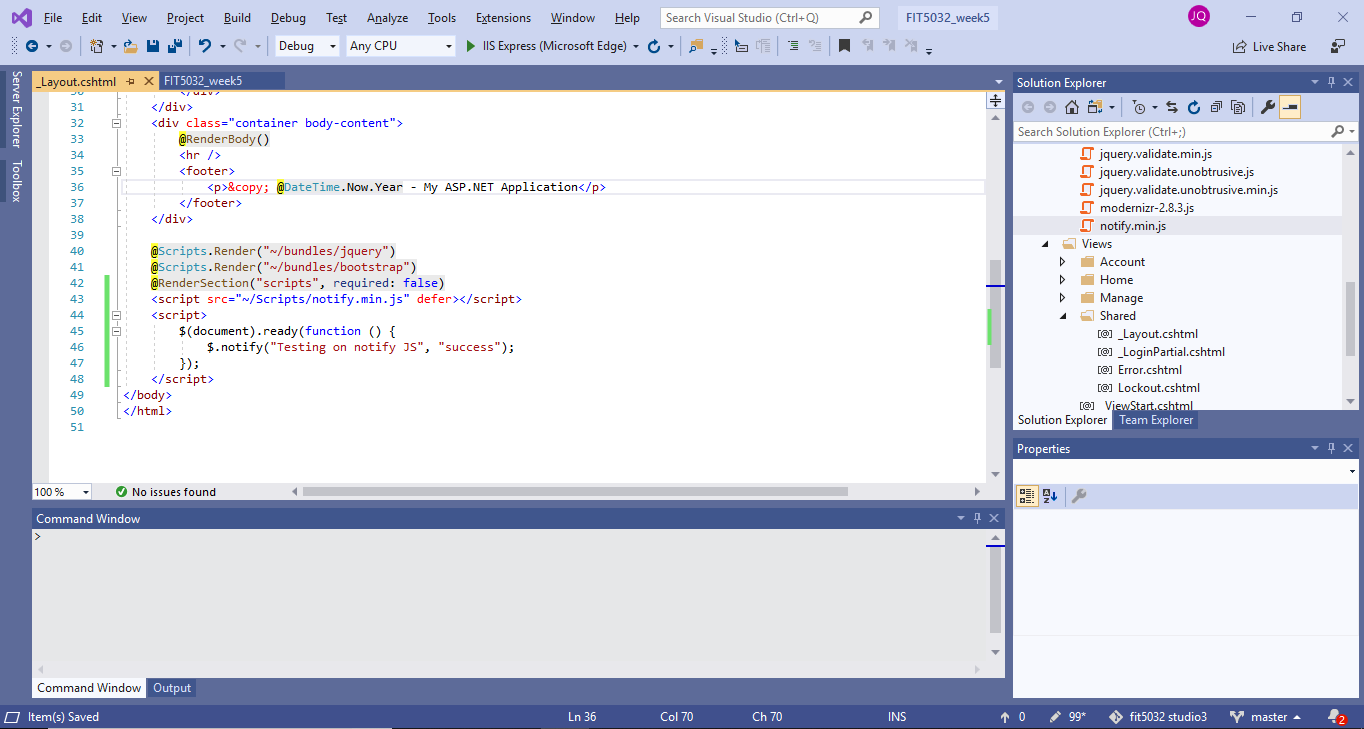 File Edit View Project Build Debug Test Analyze Tools Extensions Window Help Search Visual Studio (Ctrl+Q) FIT5032_week5 JQ
Debug Any CPU IIS Express (Microsoft Edge) Live Share
Server Explorer
Toolbox
_Layout.cshtml FIT5032_week5
30 </div>
31 </div>
32 <div class="container body-content">
33 @RenderBody()
34 <hr />
35 <footer>
36 <p>&copy; @DateTime.Now.Year - My ASP.NET Application</p>
37 </footer>
38 </div>
39
40 @Scripts.Render("~/bundles/jquery")
41 @Scripts.Render("~/bundles/bootstrap")
42 @RenderSection("scripts", required: false)
43 <script src="~/Scripts/notify.min.js" defer></script>
44 <script>
45 $(document).ready(function () {
46 $.notify("Testing on notify JS", "success");
47 });
48 </script>
49 </body>
50 </html>
51
100 % No issues found
Command Window
>
Command Window Output
Solution Explorer
Search Solution Explorer (Ctrl+;)
jquery.validate.min.js
jquery.validate.unobtrusive.js
jquery.validate.unobtrusive.min.js
modernizr-2.8.3.js
notify.min.js
Views
Account
Home
Manage
Shared
[@] _Layout.cshtml
[@] _LoginPartial.cshtml
[@] Error.cshtml
[@] Lockout.cshtml
[@] _ViewStart.cshtml
Solution Explorer Team Explorer
Properties
Item(s) Saved Ln 36 Col 70 Ch 70 INS 0 99* fit5032 studio3 master 2